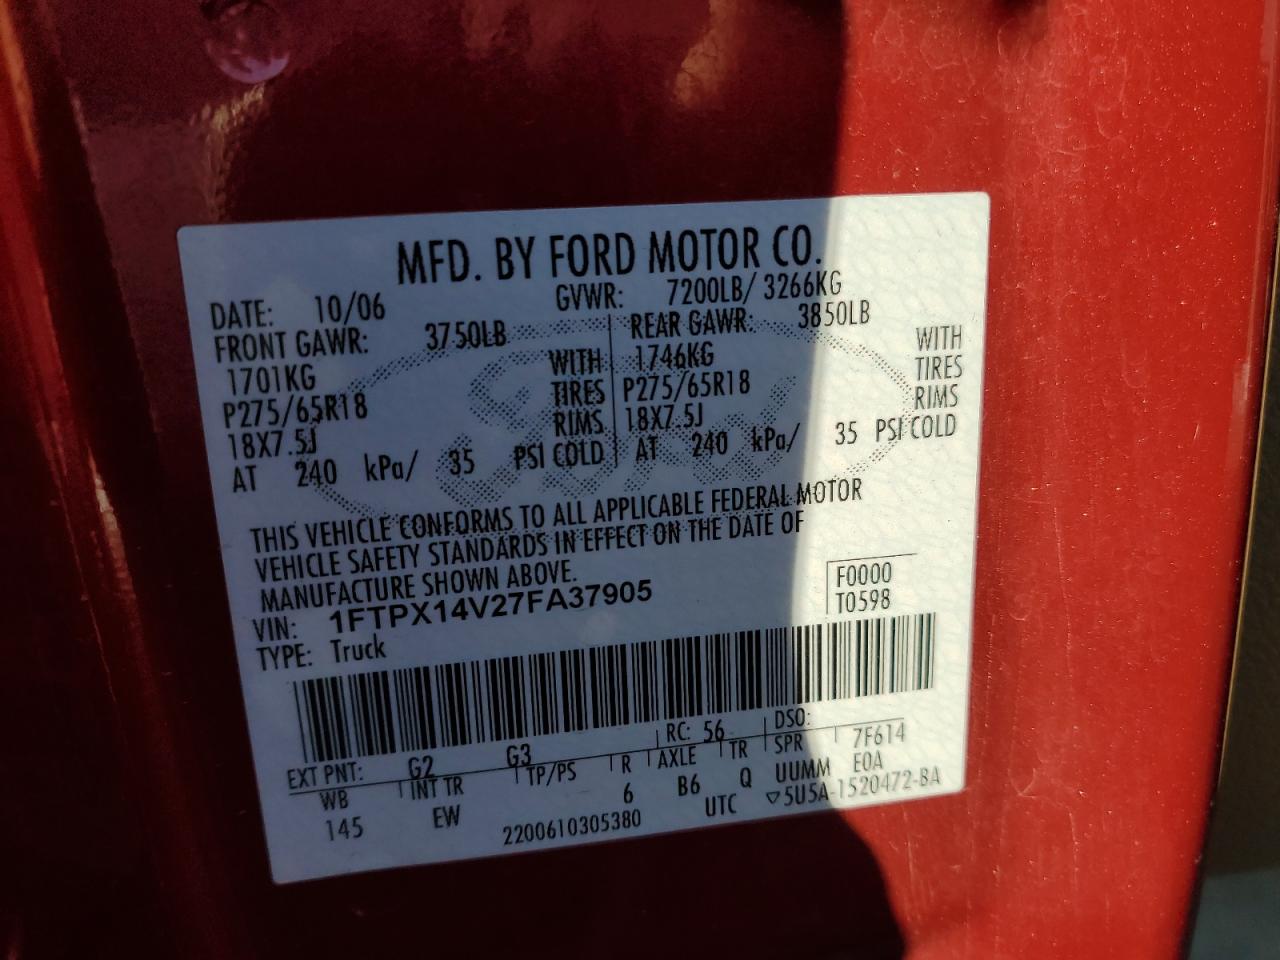 MFD. BY FORD MOTOR CO.
DATE: 10/06 GVWR: 7200LB/ 3266KG
FRONT GAWR: 3750LB REAR GAWR: 3850LB
1701KG WITH 1746KG WITH
P275/65R18 TIRES P275/65R18 TIRES
18X7.5J RIMS 18X7.5J RIMS
AT 240 kPa/ 35 PSI COLD AT 240 kPa/ 35 PSI COLD
THIS VEHICLE CONFORMS TO ALL APPLICABLE FEDERAL MOTOR
VEHICLE SAFETY STANDARDS IN EFFECT ON THE DATE OF
MANUFACTURE SHOWN ABOVE.
F0000
VIN: 1FTPX14V27FA37905 T0598
TYPE: Truck
EXT PNT: G2 G3 RC: 56 DSO:
WB INT TR TP/PS R AXLE TR SPR 7F614
145 EW 6 B6 Q UUMM E0A
2200610305380 UTC ▽5U5A-1520472-BA
Ford